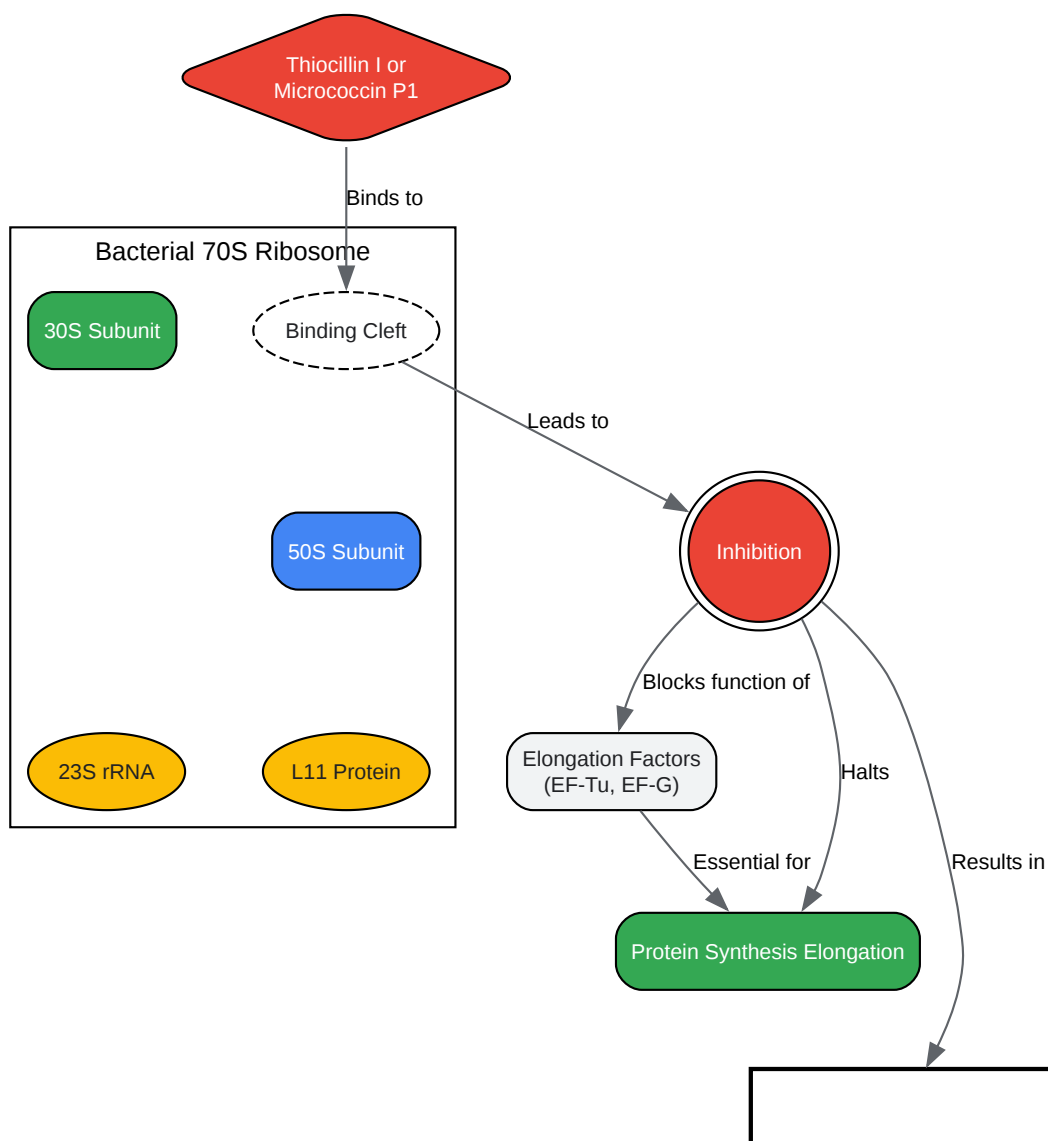 Thiocillin I or
Micrococcin P1
Binds to
Bacterial 70S Ribosome
30S Subunit
Binding Cleft
Leads to
50S Subunit
Inhibition
Blocks function of
23S rRNA
L11 Protein
Elongation Factors
(EF-Tu, EF-G)
Halts
Essential for
Results in
Protein Synthesis Elongation